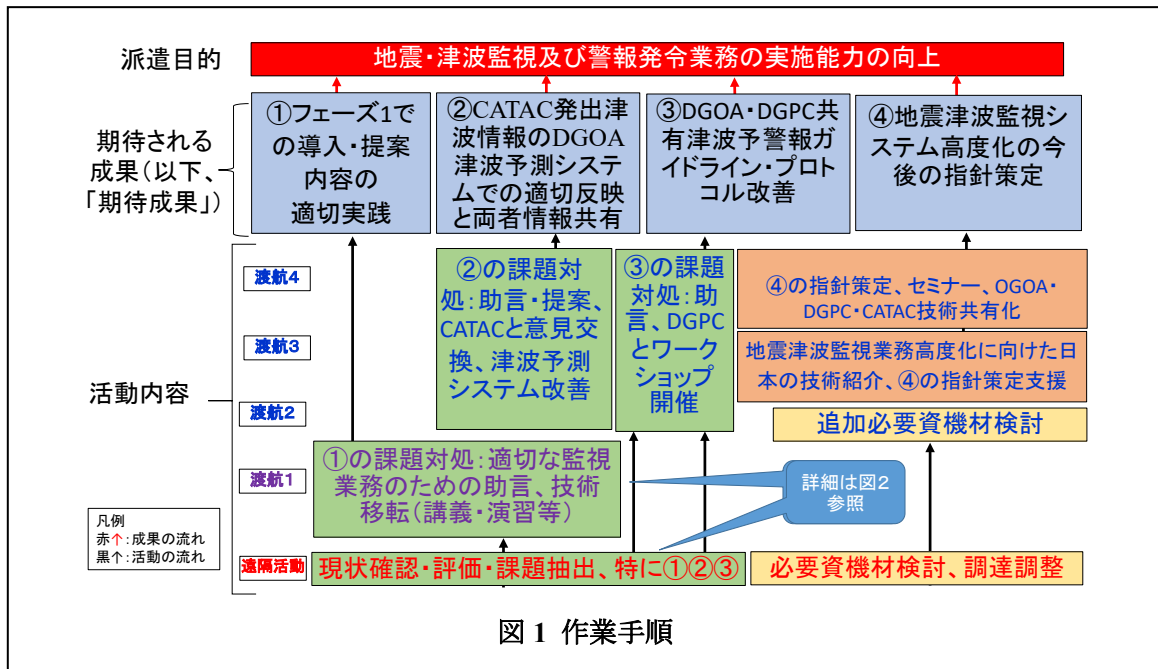 派遣目的
地震・津波監視及び警報発令業務の実施能力の向上
期待される
成果(以下、
「期待成果」)
①フェーズ1で
の導入・提案
内容の
適切実践
②CATAC発出津
波情報のDGOA
津波予測システ
ムでの適切反映
と両者情報共有
③DGOA・DGPC共
有津波予警報ガ
イドライン・プロト
コル改善
④地震津波監視シ
ステム高度化の今
後の指針策定
活動内容
渡航4
渡航3
渡航2
渡航1
遠隔活動
②の課題対
処:助言・提案、
CATACと意見交
換、津波予測
システム改善
③の課題
対処:助
言、DGPC
とワーク
ショップ
開催
④の指針策定、セミナー、OGOA・
DGPC・CATAC技術共有化
地震津波監視業務高度化に向けた日
本の技術紹介、④の指針策定支援
追加必要資機材検討
①の課題対処:適切な監視
業務のための助言、技術
移転(講義・演習等)
詳細は図2
参照
現状確認・評価・課題抽出、特に①②③
必要資機材検討、調達調整
凡例
赤↑:成果の流れ
黒↑:活動の流れ
図1 作業手順